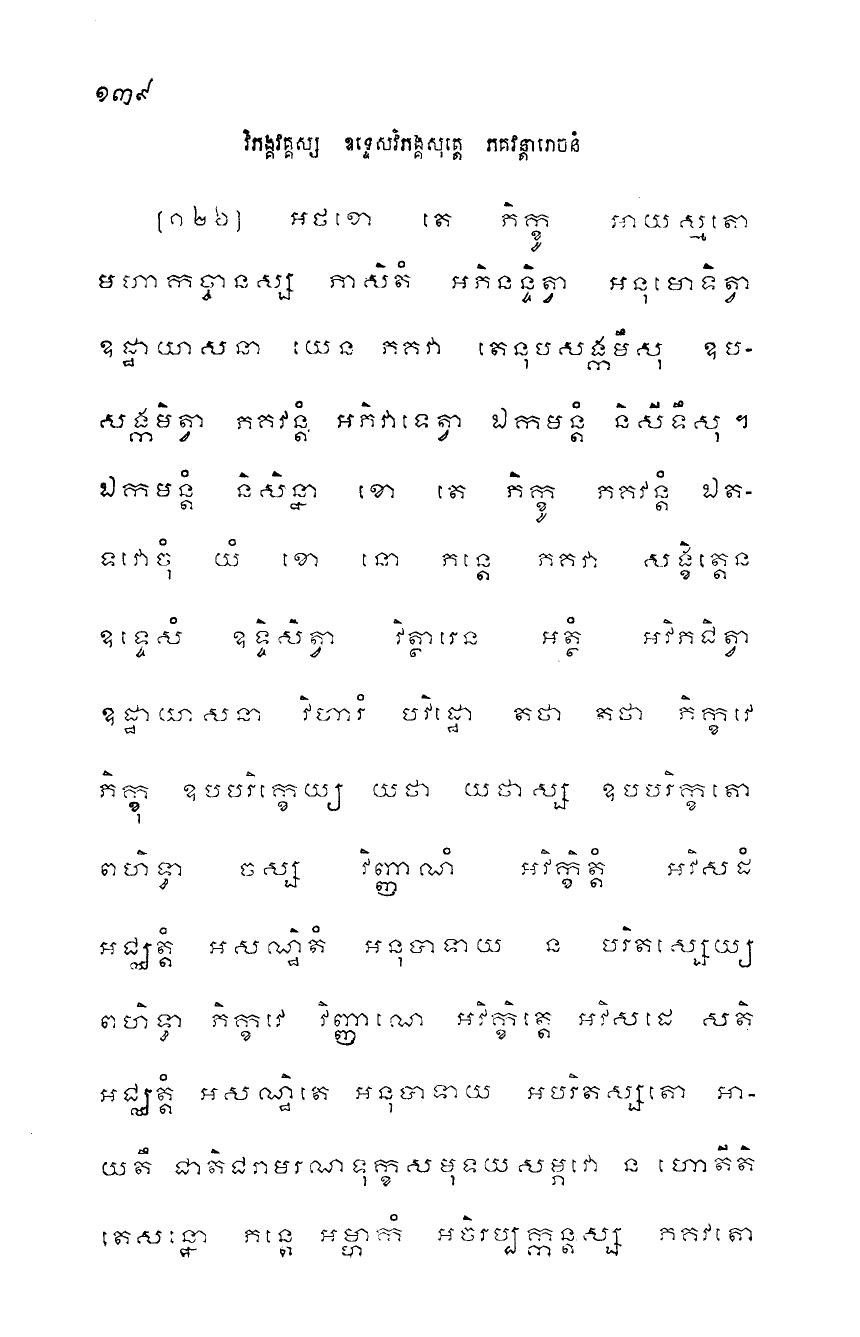 ១៣៩
វិភង្គវគ្គស្ស ឧទ្ទេសវិភង្គសុត្តេ ភគវន្តារោចនំ
[១២៦] អថខោ តេ ភិក្ខូ អាយស្មតោ
មហាកច្ចានស្ស ភាសិតំ អភិនន្ទិត្វា អនុមោទិត្វា
ឧដ្ឋាយាសនា យេន ភគវា តេនុបសង្កមឹសុ ឧប-
សង្កមិត្វា ភគវន្តំ អភិវាទេត្វា ឯកមន្តំ និសីទឹសុ ។
ឯកមន្តំ និសិន្នា ខោ តេ ភិក្ខូ ភគវន្តំ ឯត-
ទវោចុំ យំ ខោ នោ ភន្តេ ភគវា សង្ខិត្តេន
ឧទ្ទេសំ ឧទ្ទិសិត្វា វិត្ថារេន អត្ថំ អវិភជិត្វា
ឧដ្ឋាយាសនា វិហារំ បវិដ្ឋោ តថា តថា ភិក្ខវេ
ភិក្ខុ ឧបបរិក្ខេយ្យ យថា យថាស្ស ឧបបរិក្ខតោ
ពហិទ្ធា ចស្ស វិញ្ញាណំ អវិក្ខិត្តំ អវិសដំ
អជ្ឈត្តំ អសណ្ឋិតំ អនុបាទាយ ន បរិតស្សេយ្យ
ពហិទ្ធា ភិក្ខវេ វិញ្ញាណេ អវិក្ខិត្តេ អវិសដេ សតិ
អជ្ឈត្តំ អសណ្ឋិតេ អនុបាទាយ អបរិតស្សតោ អា-
យតឹ ជាតិជរាមរណទុក្ខសមុទយសម្ភវោ ន ហោតីតិ
តេសន្នោ ភន្តេ អម្ហាកំ អចិរប្បក្កន្តស្ស ភគវតោ